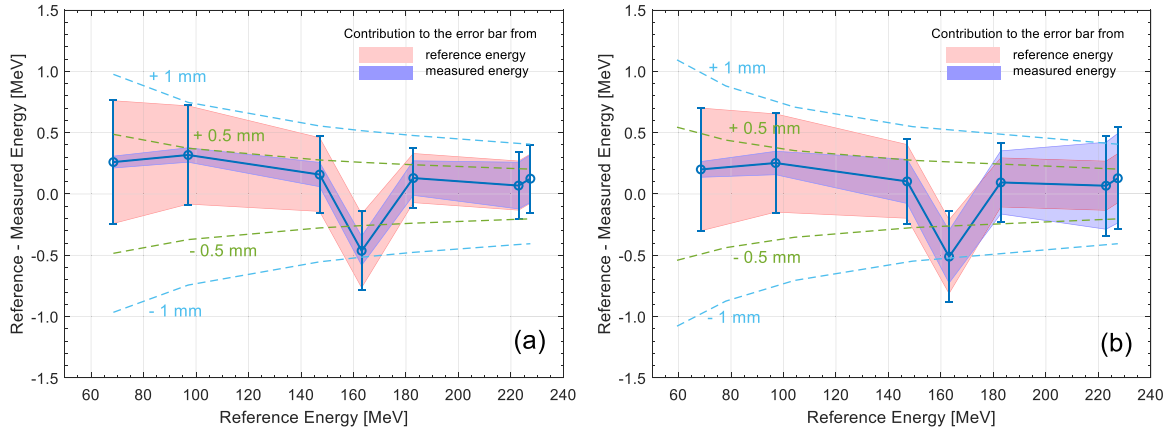 Reference - Measured Energy [MeV]
1.5
1.0
0.5
0.0
-0.5
-1.0
-1.5
Contribution to the error bar from
reference energy
measured energy
+ 1 mm
+ 0.5 mm
- 0.5 mm
- 1 mm
(a)
60 80 100 120 140 160 180 200 220 240
Reference Energy [MeV]
Reference - Measured Energy [MeV]
1.5
1.0
0.5
0.0
-0.5
-1.0
-1.5
Contribution to the error bar from
reference energy
measured energy
+ 1 mm
+ 0.5 mm
- 0.5 mm
- 1 mm
(b)
60 80 100 120 140 160 180 200 220 240
Reference Energy [MeV]